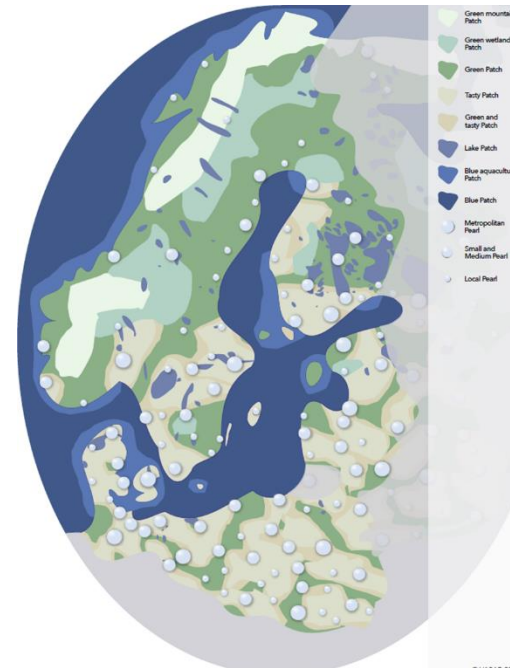 Green mountain
Patch
Green wetland
Patch
Green Patch
Tasty Patch
Green and
tasty Patch
Lake Patch
Blue aquacultu
Patch
Blue Patch
Metropolitan
Pearl
Small and
Medium Pearl
Local Pearl